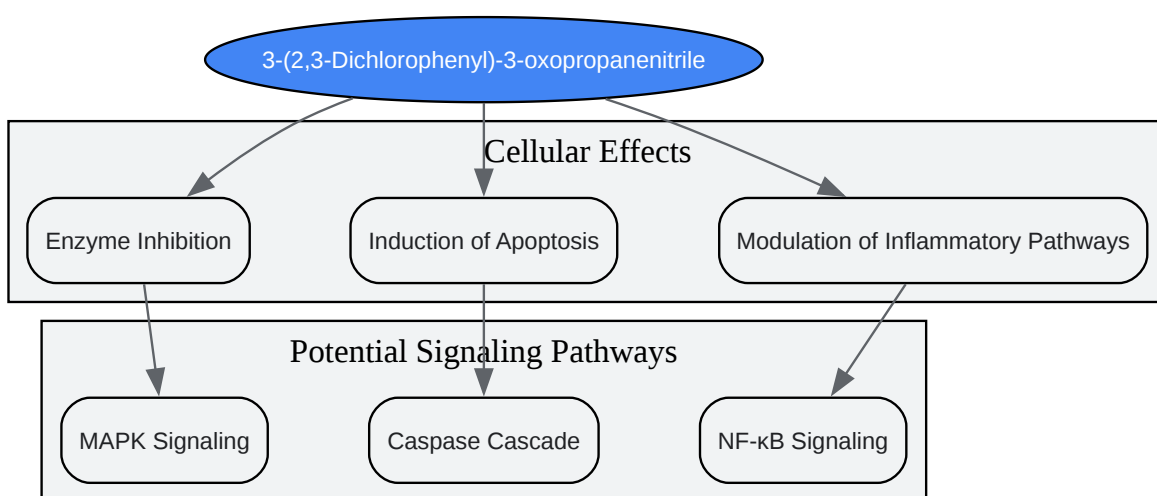 3-(2,3-Dichlorophenyl)-3-oxopropanenitrile
Cellular Effects
Enzyme Inhibition
Induction of Apoptosis
Modulation of Inflammatory Pathways
Potential Signaling Pathways
MAPK Signaling
Caspase Cascade
NF-κB Signaling